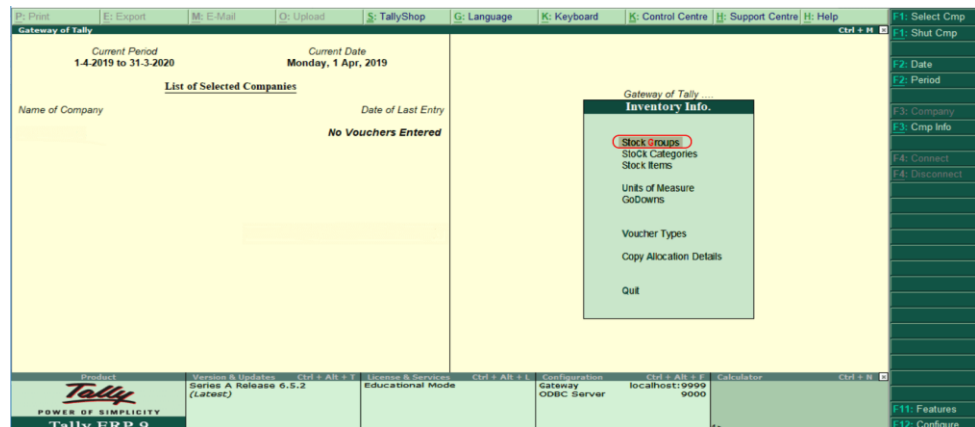 P: Print E: Export M: E-Mail O: Upload S: TallyShop G: Language K: Keyboard K: Control Centre H: Support Centre H: Help F1: Select Cmp
Gateway of Tally Ctrl + M
F1: Shut Cmp
Current Period Current Date
1-4-2019 to 31-3-2020 Monday, 1 Apr, 2019
F2: Date
F2: Period
List of Selected Companies
Name of Company Date of Last Entry
No Vouchers Entered
Gateway of Tally ....
Inventory Info.
Stock Groups
Stock Categories
Stock Items
Units of Measure
GoDowns
Voucher Types
Copy Allocation Details
Quit
F3: Company
F3: Cmp Info
F4: Connect
F4: Disconnect
Product Version & Updates Ctrl + Alt + T License & Services Ctrl + Alt + L Configuration Ctrl + Alt + F Calculator Ctrl + N
Tally
POWER OF SIMPLICITY
Tally ERP 9
Series A Release 6.5.2
(Latest)
Educational Mode
Gateway localhost:9999
ODBC Server 9000
F11: Features
F12: Configure